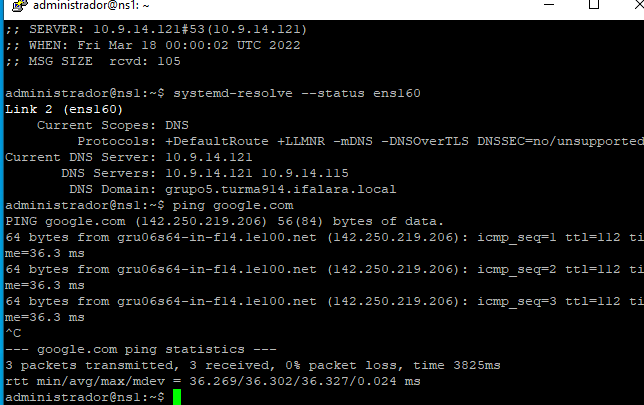 administrador@ns1: ~
;; SERVER: 10.9.14.121#53(10.9.14.121)
;; WHEN: Fri Mar 18 00:00:02 UTC 2022
;; MSG SIZE  rcvd: 105
administrador@ns1:~$ systemd-resolve --status ens160
Link 2 (ens160)
Current Scopes: DNS
Protocols: +DefaultRoute +LLMNR -mDNS -DNSOverTLS DNSSEC=no/unsupported
Current DNS Server: 10.9.14.121
DNS Servers: 10.9.14.121 10.9.14.115
DNS Domain: grupo5.turma914.ifalara.local
administrador@ns1:~$ ping google.com
PING google.com (142.250.219.206) 56(84) bytes of data.
64 bytes from gru06s64-in-f14.1e100.net (142.250.219.206): icmp_seq=1 ttl=112 ti
me=36.3 ms
64 bytes from gru06s64-in-f14.1e100.net (142.250.219.206): icmp_seq=2 ttl=112 ti
me=36.3 ms
64 bytes from gru06s64-in-f14.1e100.net (142.250.219.206): icmp_seq=3 ttl=112 ti
me=36.3 ms
^C
--- google.com ping statistics ---
3 packets transmitted, 3 received, 0% packet loss, time 3825ms
rtt min/avg/max/mdev = 36.269/36.302/36.327/0.024 ms
administrador@ns1:~$